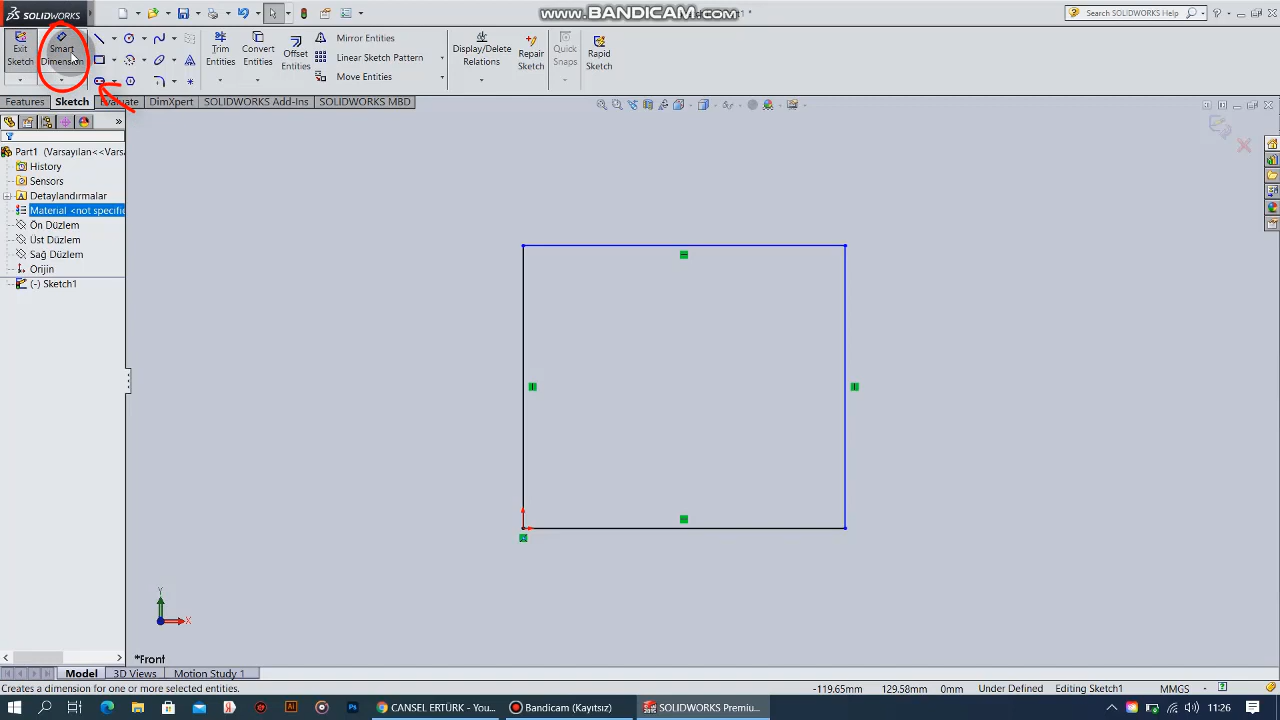 SOLIDWORKS
www.BANDICAM.com
1 *
Search SOLIDWORKS Help
Exit Sketch
Smart Dimension
Trim Entities
Convert Entities
Offset Entities
Mirror Entities
Linear Sketch Pattern
Move Entities
Display/Delete Relations
Repair Sketch
Quick Snaps
Rapid Sketch
Features
Sketch
Evaluate
DimXpert
SOLIDWORKS Add-Ins
SOLIDWORKS MBD
Part1 (Varsayılan<<Varsa
History
Sensors
Detaylandırmalar
Material <not specifie
Ön Düzlem
Üst Düzlem
Sağ Düzlem
Orijin
(-) Sketch1
Y
X
*Front
Model
3D Views
Motion Study 1
Creates a dimension for one or more selected entities.
-119.65mm
129.58mm
0mm
Under Defined
Editing Sketch1
MMGS
CANSEL ERTÜRK - You...
Bandicam (Kayıtsız)
SOLIDWORKS Premiu...
11:26